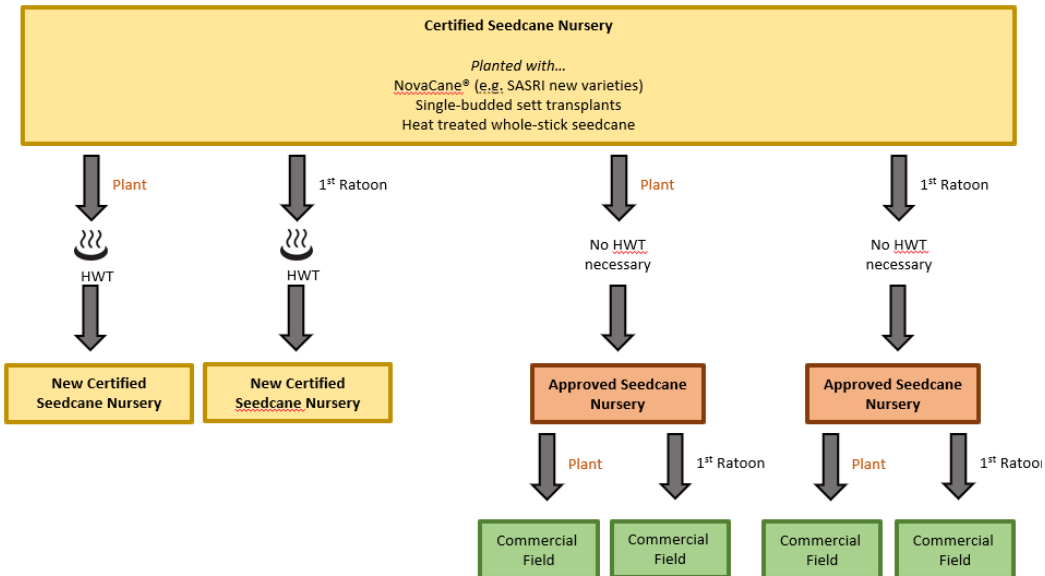 Certified Seedcane Nursery
Planted with...
NovaCane® (e.g. SASRI new varieties)
Single-budded sett transplants
Heat treated whole-stick seedcane
Plant
1st Ratoon
Plant
1st Ratoon
HWT
HWT
No HWT
necessary
No HWT
necessary
New Certified
Seedcane Nursery
New Certified
Seedcane Nursery
Approved Seedcane
Nursery
Approved Seedcane
Nursery
Plant
1st Ratoon
Plant
1st Ratoon
Commercial
Field
Commercial
Field
Commercial
Field
Commercial
Field